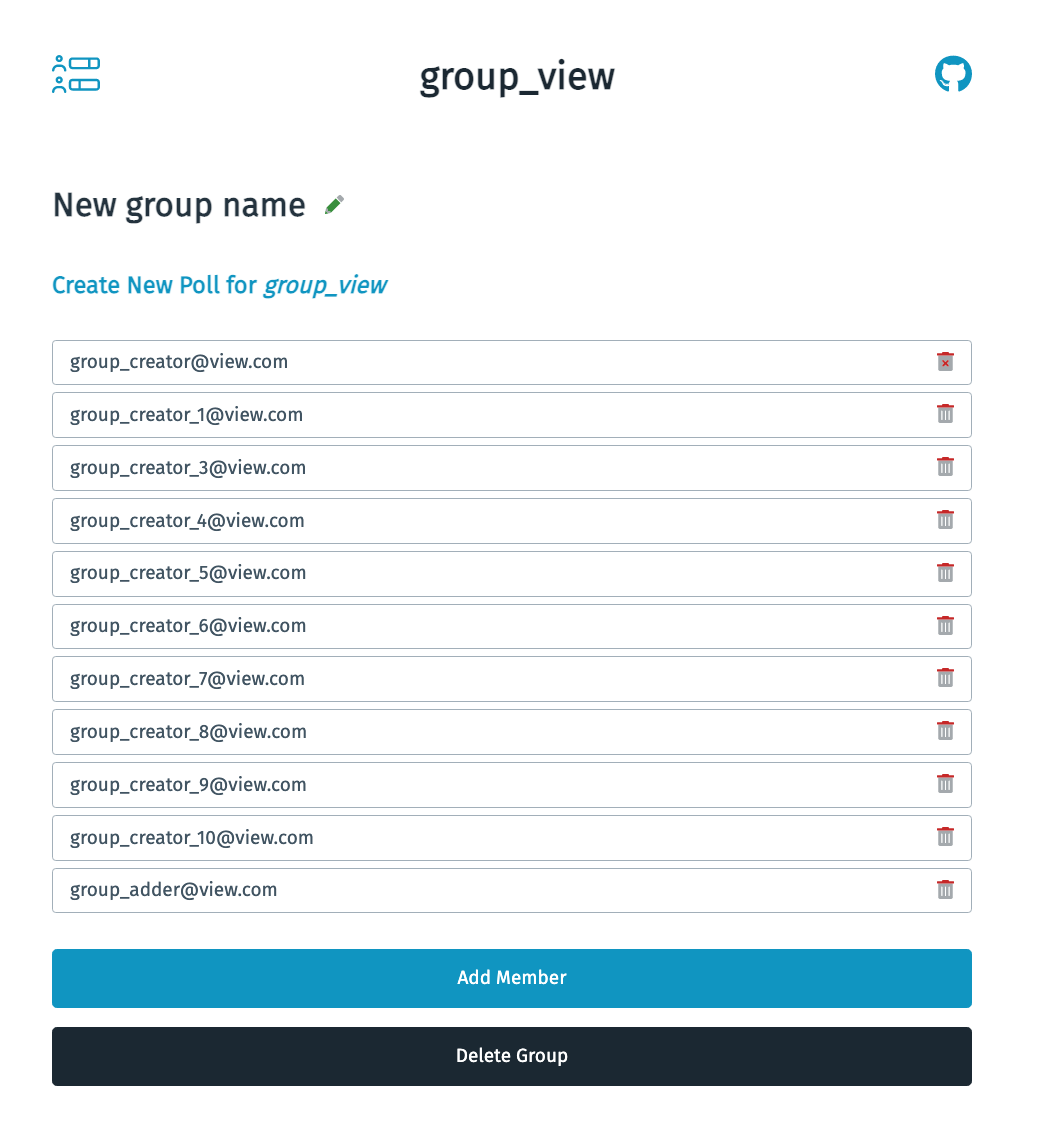 group_view
New group name
Create New Poll for group_view
group_creator@view.com
group_creator_1@view.com
group_creator_3@view.com
group_creator_4@view.com
group_creator_5@view.com
group_creator_6@view.com
group_creator_7@view.com
group_creator_8@view.com
group_creator_9@view.com
group_creator_10@view.com
group_adder@view.com
Add Member
Delete Group